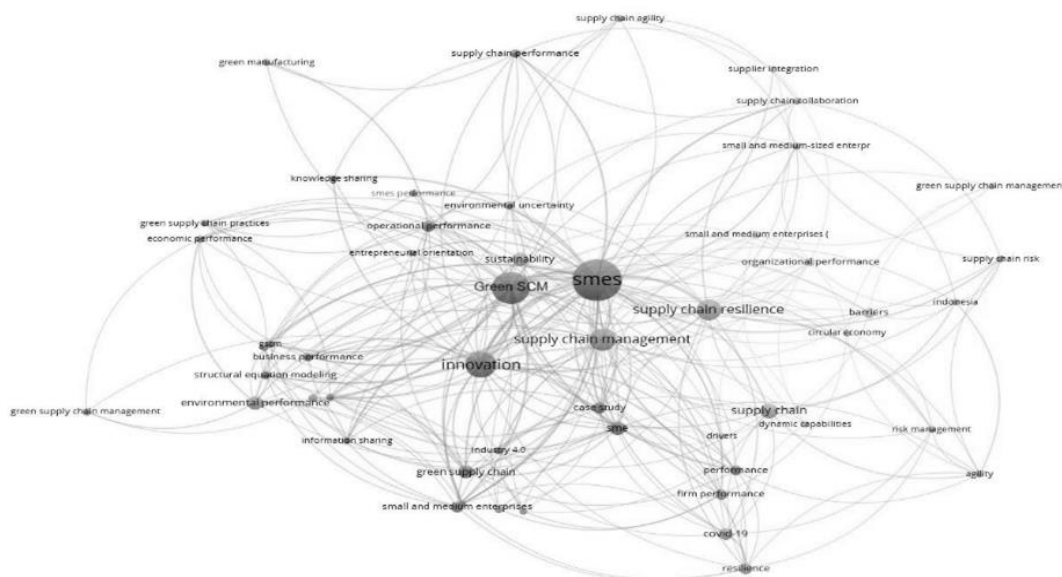 supply chain agility
supply chain performance
green manufacturing
supplier integration
supply chain collaboration
small and medium-sized enterpr
knowledge sharing
green supply chain management
smes performance
environmental uncertainty
green supply chain practices
operational performance
economic performance
small and medium enterprises (
entrepreneurial orientation
sustainability
organizational performance
supply chain risk
smes
Green SCM
indonesia
supply chain resilience
barriers
circular economy
supply chain management
gscm
business performance
innovation
structural equation modeling
environmental performance
green supply chain management
case study
supply chain
dynamic capabilities
sme
risk management
drivers
information sharing
industry 4.0
green supply chain
performance
agility
firm performance
small and medium enterprises
covid-19
resilience